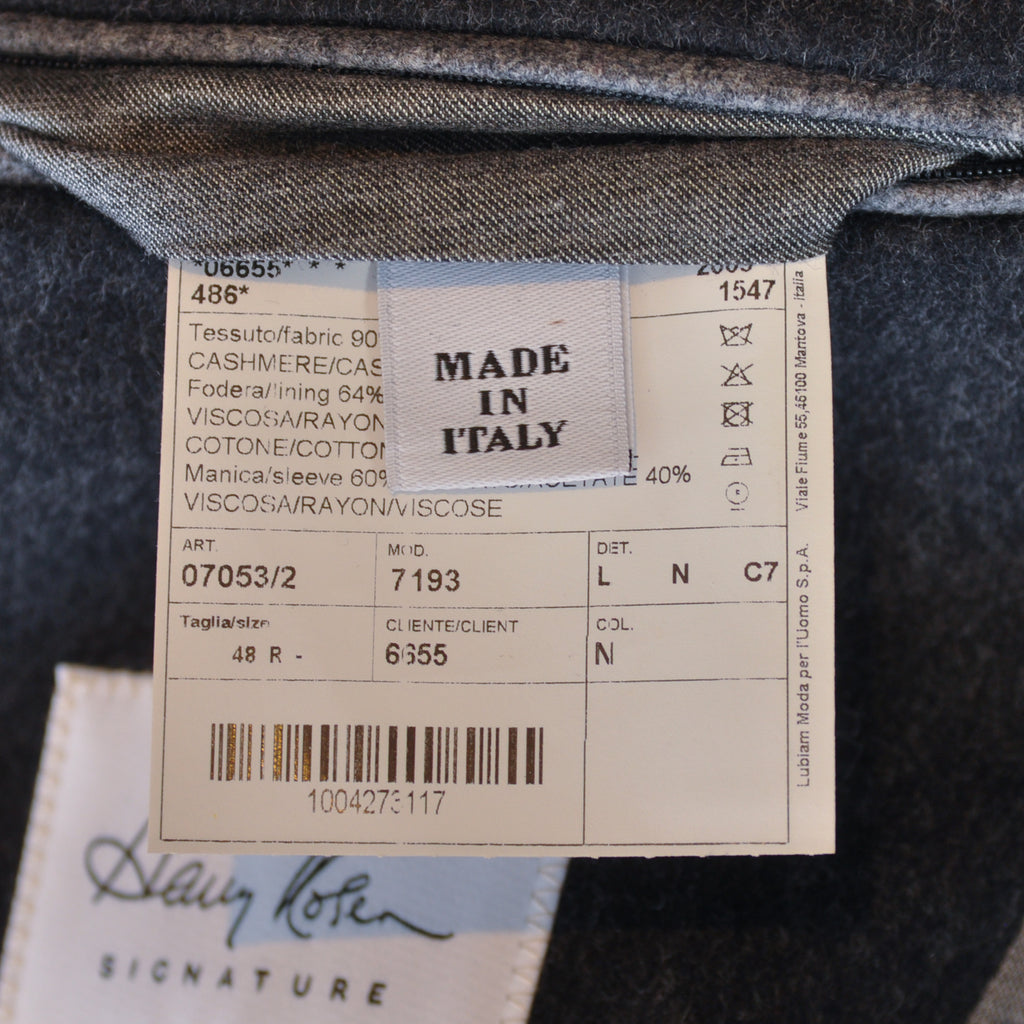 *06655* * *
486* 1547
Tessuto/fabric 90
CASHMERE/CAS
Fodera/lining 64%
VISCOSA/RAYON
COTONE/COTTON
Manica/sleeve 60% /ACETATE 40%
VISCOSA/RAYON/VISCOSE
MADE
IN
ITALY
ART. MOD. DET.
07053/2 7193 L N C7
Taglia/size CLIENTE/CLIENT COL.
48 R - 6655 N
1004273117
Lubiam Moda per l'Uomo S.p.A. Viale Fiume 55,46100 Mantova - italia
Harry Rosen
SIGNATURE